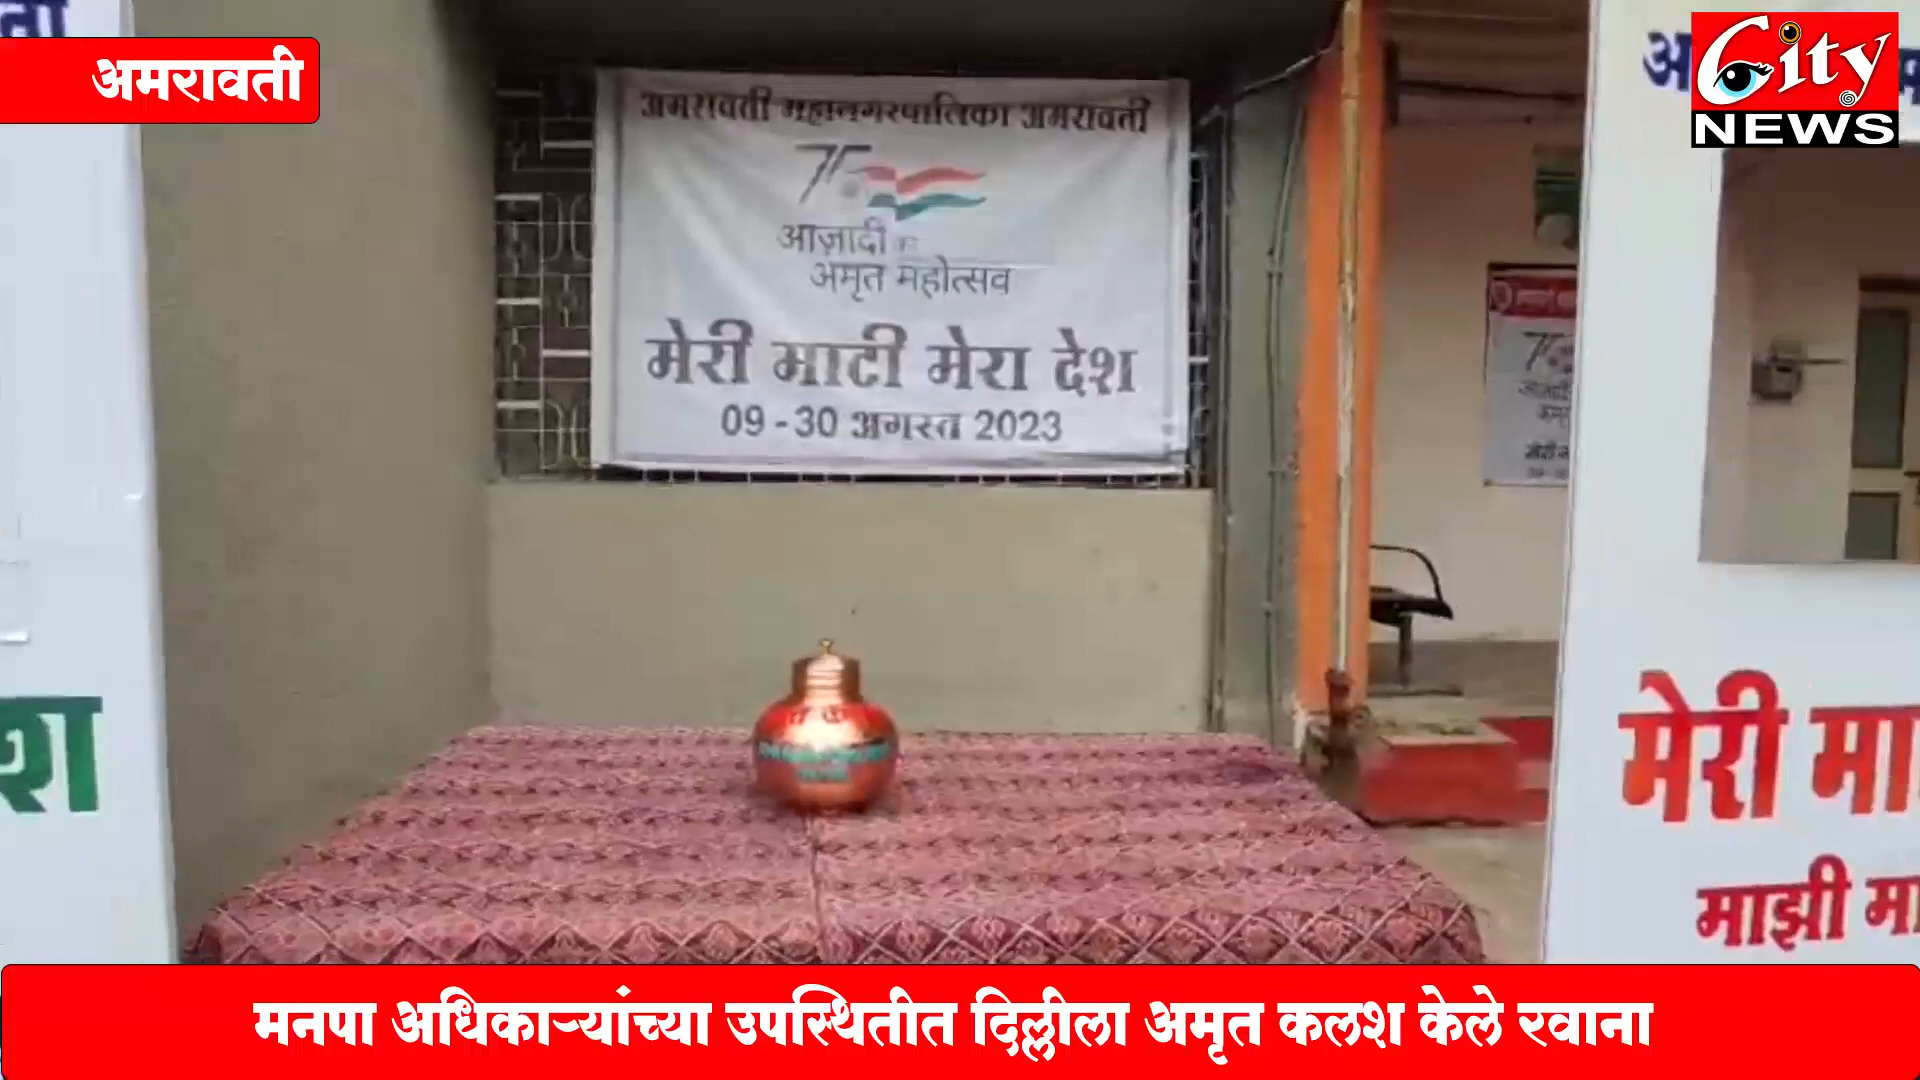 अमरावती
City
NEWS
अमरावती महानगरपालिका अमरावती
75
आज़ादी का
अमृत महोत्सव
मेरी माटी मेरा देश
09 - 30 अगस्त 2023
मेरी
माझी
मनपा अधिकाऱ्यांच्या उपस्थितीत दिल्लीला अमृत कलश केले रवाना